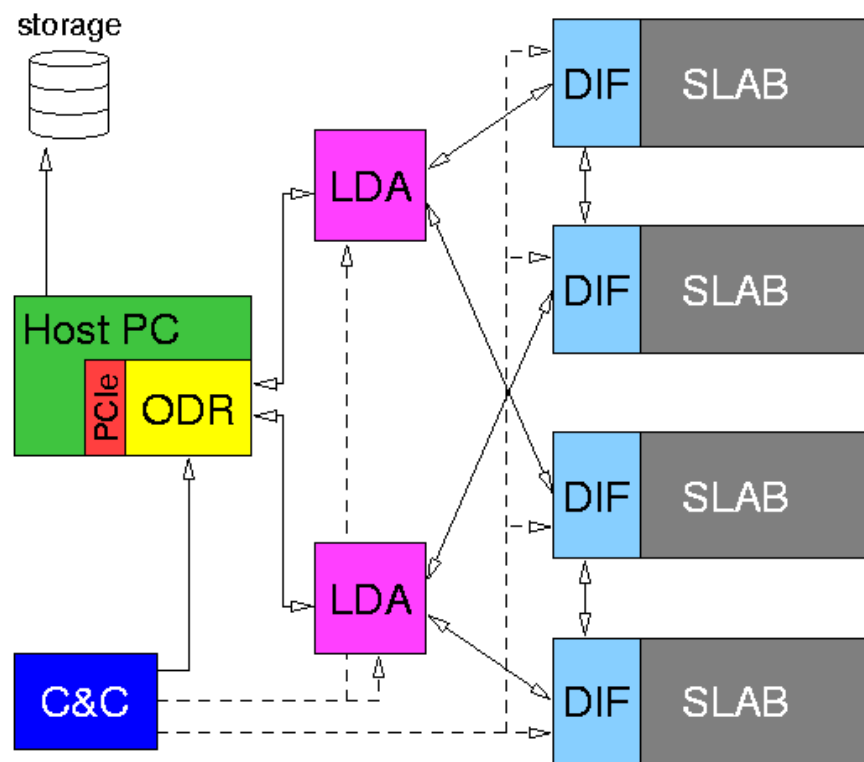 storage
DIF SLAB
LDA
DIF SLAB
Host PC
PCIe ODR
DIF SLAB
LDA
C&C
DIF SLAB